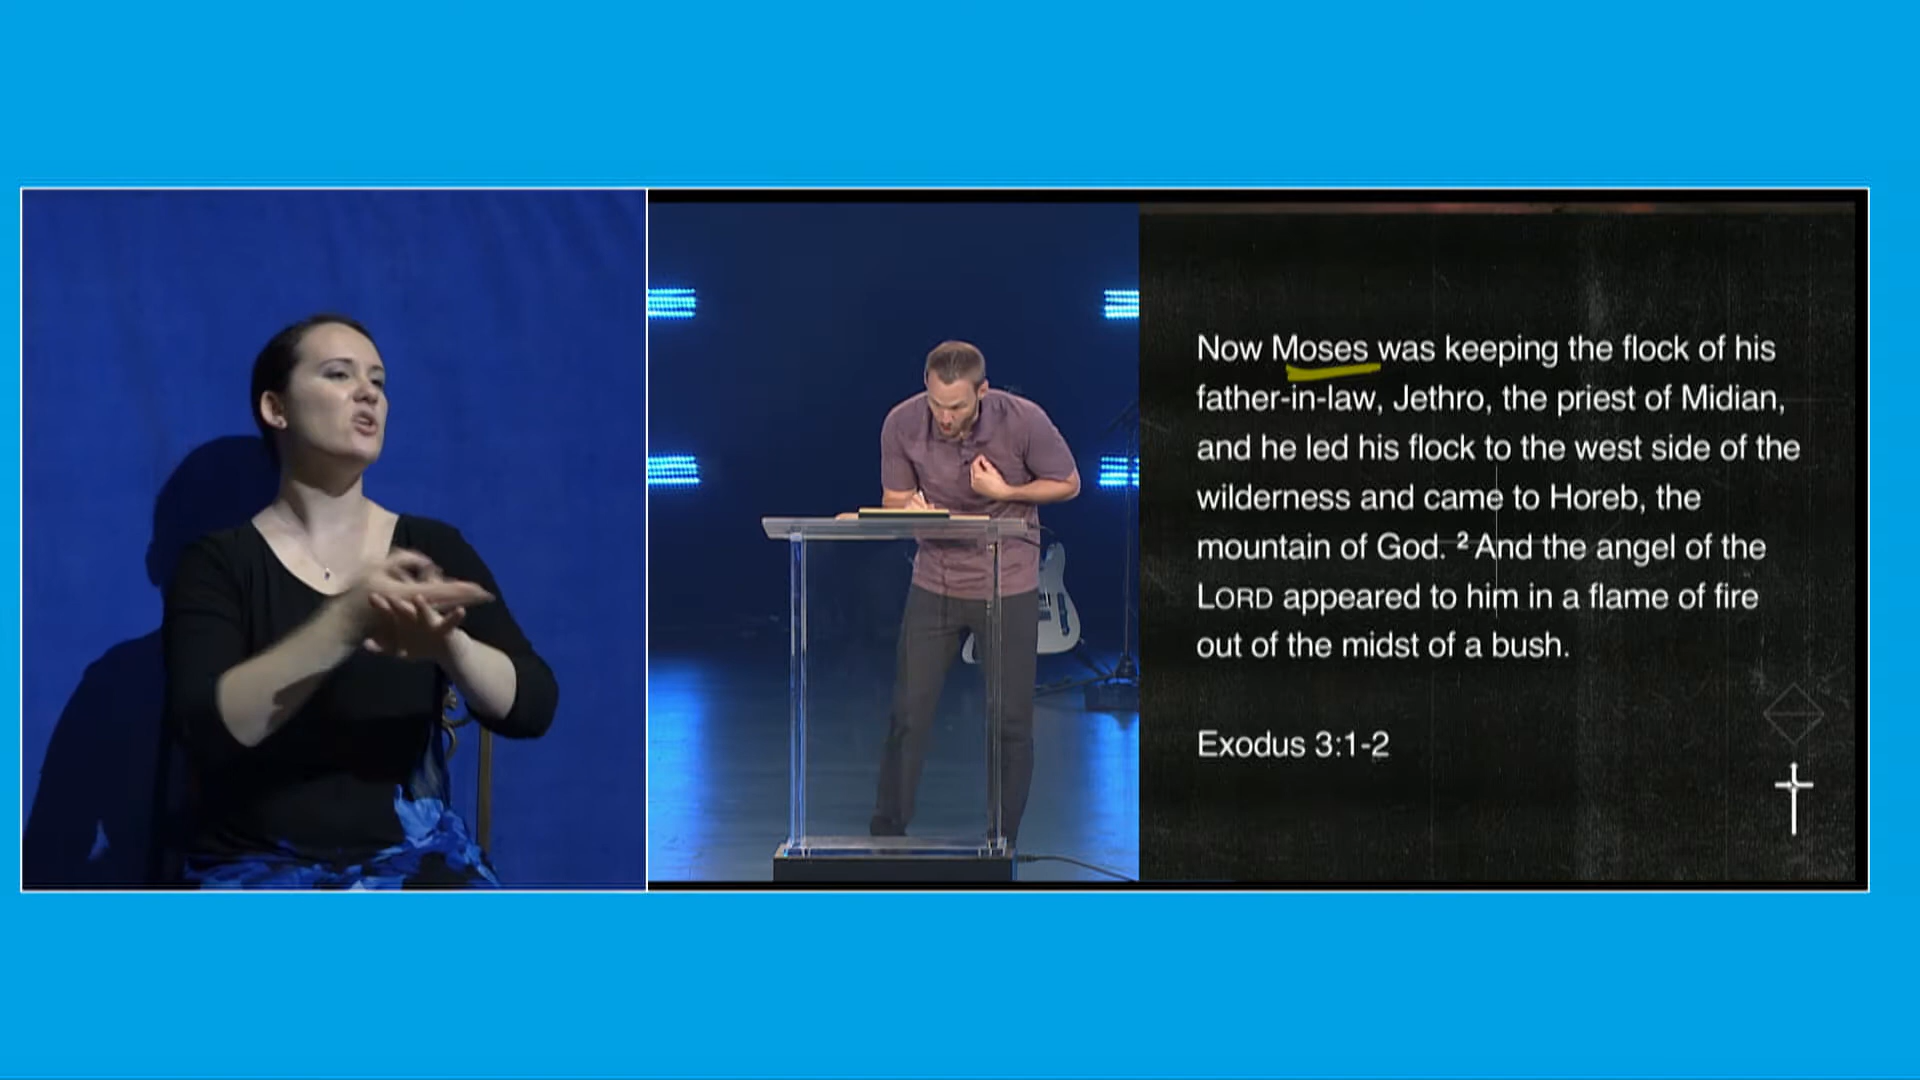 Now Moses was keeping the flock of his
father-in-law, Jethro, the priest of Midian,
and he led his flock to the west side of the
wilderness and came to Horeb, the
mountain of God. ² And the angel of the
LORD appeared to him in a flame of fire
out of the midst of a bush.
Exodus 3:1-2